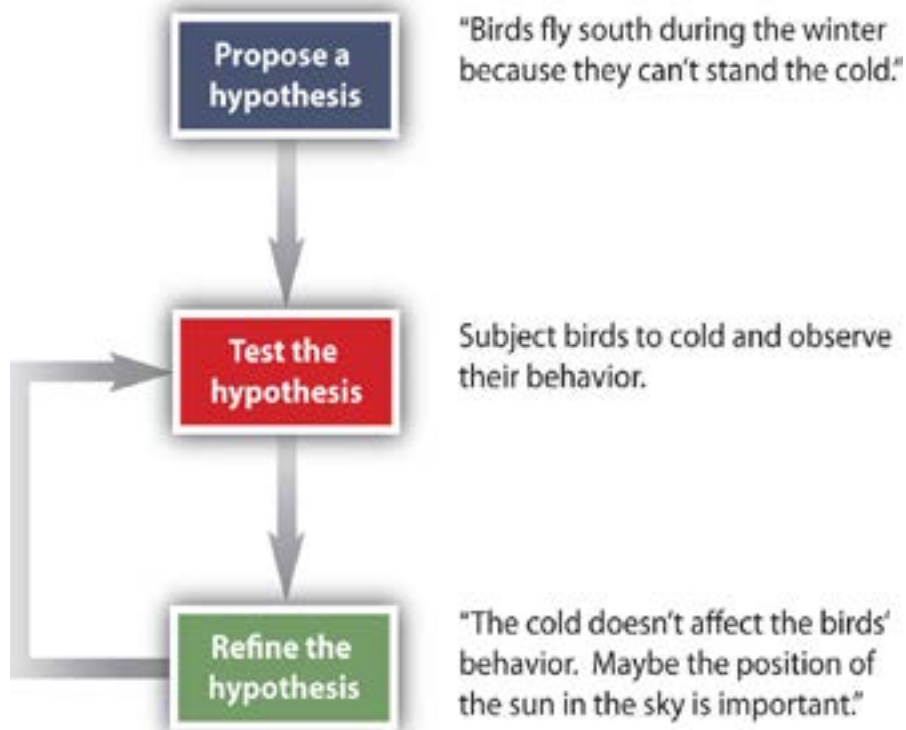 Propose a
hypothesis
"Birds fly south during the winter
because they can't stand the cold."
Test the
hypothesis
Subject birds to cold and observe
their behavior.
Refine the
hypothesis
"The cold doesn't affect the birds'
behavior. Maybe the position of
the sun in the sky is important."